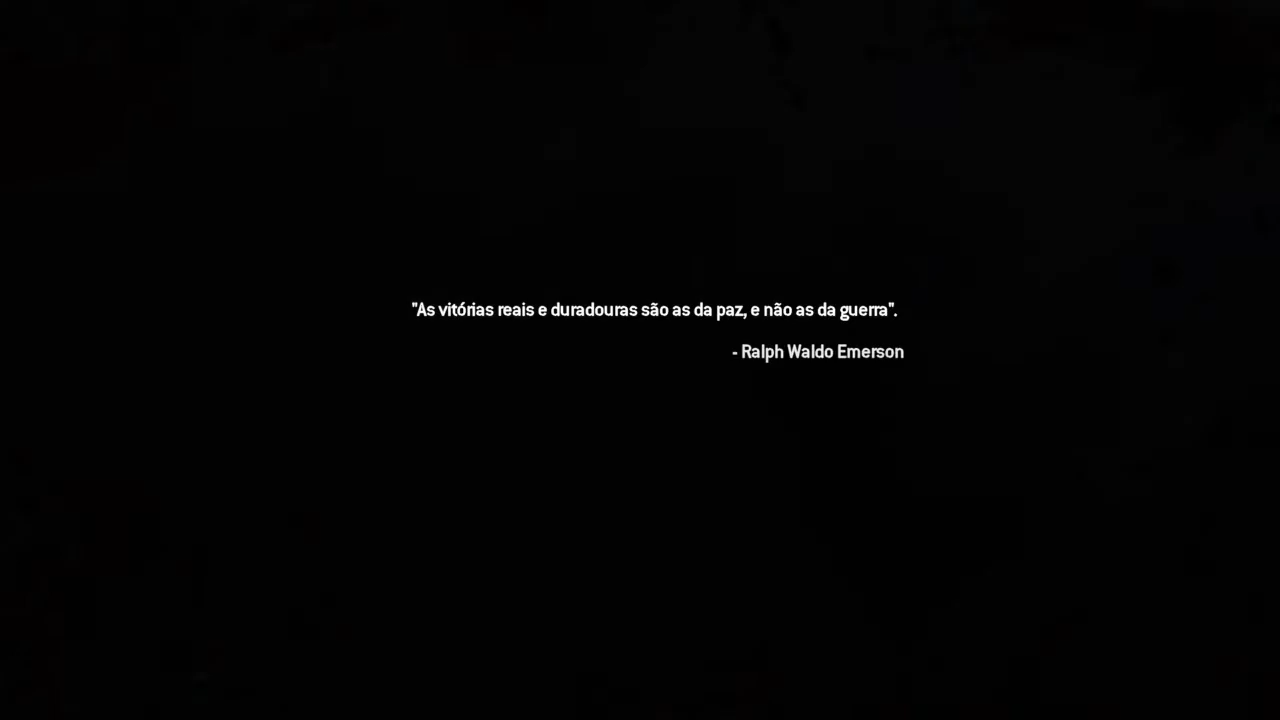 "As vitórias reais e duradouras são as da paz, e não as da guerra".
- Ralph Waldo Emerson